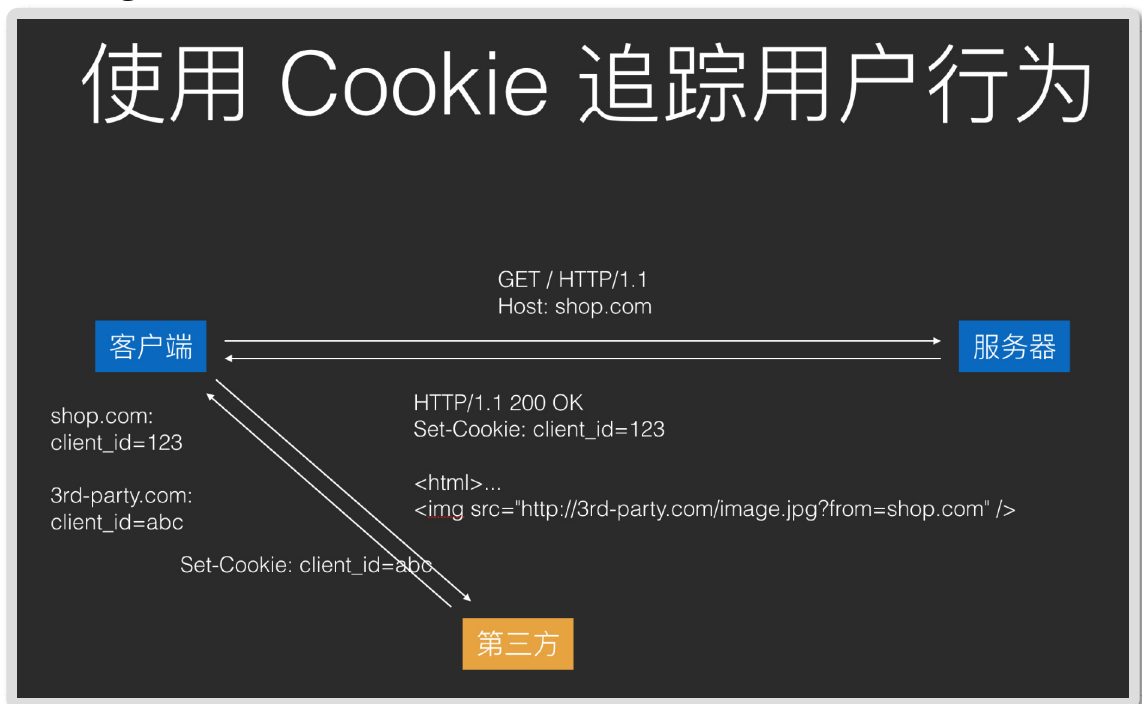 使用 Cookie 追踪用户行为
GET / HTTP/1.1
Host: shop.com
客户端
服务器
shop.com:
client_id=123
HTTP/1.1 200 OK
Set-Cookie: client_id=123
<html>...
<img src="http://3rd-party.com/image.jpg?from=shop.com" />
3rd-party.com:
client_id=abc
Set-Cookie: client_id=abc
第三方